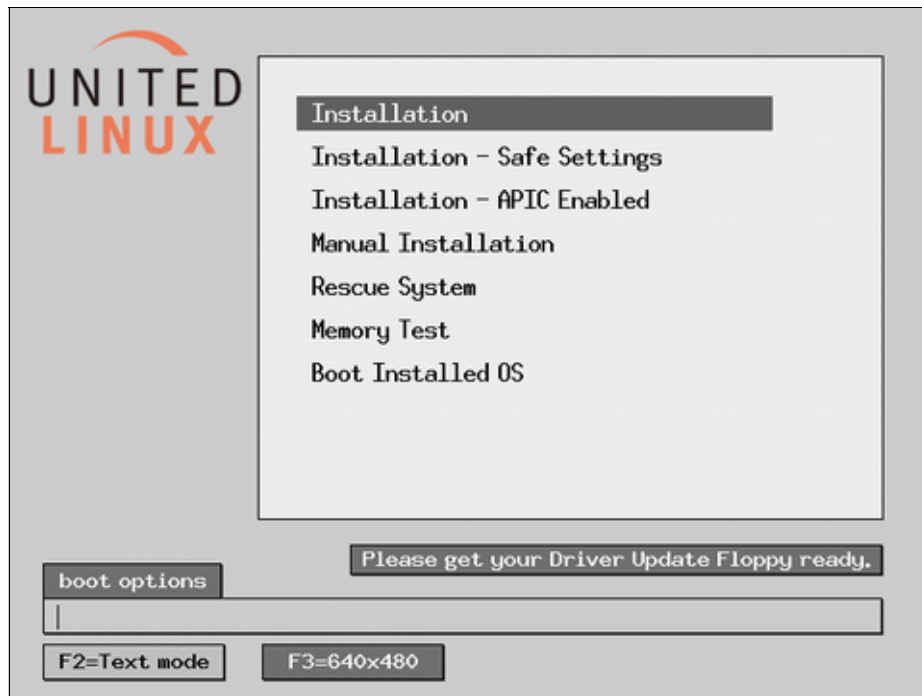 UNITED
LINUX
Installation
Installation - Safe Settings
Installation - APIC Enabled
Manual Installation
Rescue System
Memory Test
Boot Installed OS
Please get your Driver Update Floppy ready.
boot options
F2=Text mode
F3=640x480